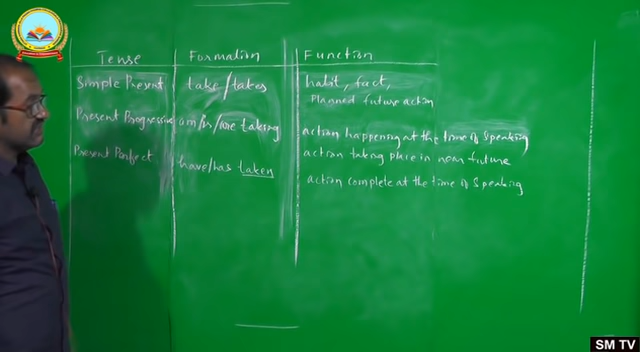 Tense Formation Function
Simple Present take/takes habit, fact,
Planned future action
Present Progressive am/is/are taking action happening at the time of speaking
action taking place in near future
Present Perfect have/has taken action complete at the time of speaking
SM TV